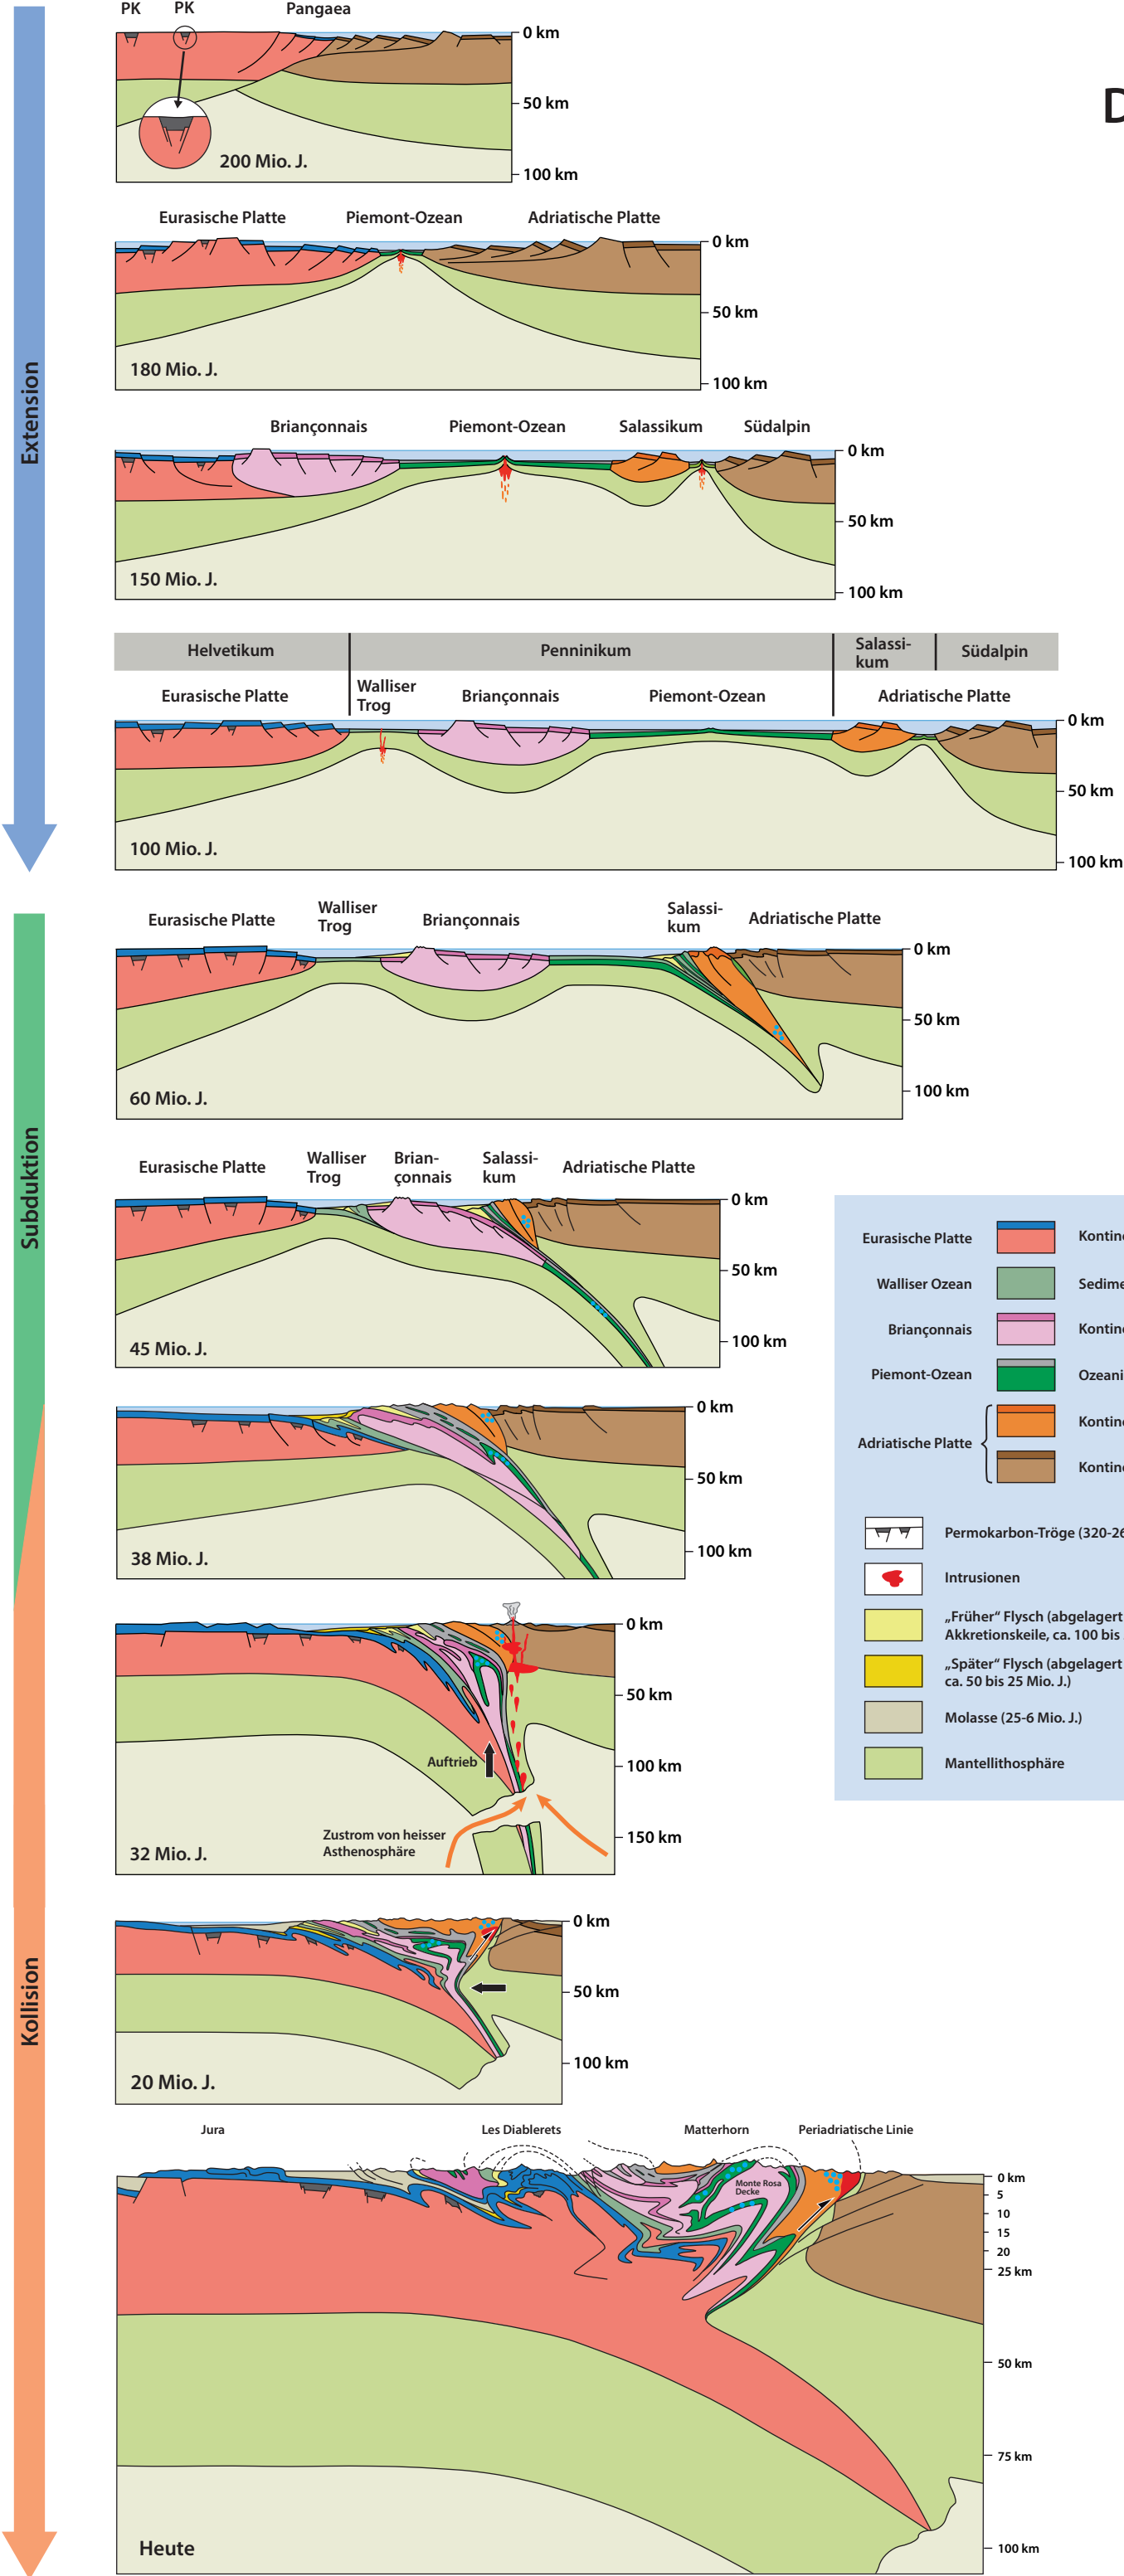 PK
PK
Pangaea
0 km
50 km
100 km
200 Mio. J.
D
Eurasische Platte
Piemont-Ozean
Adriatische Platte
0 km
50 km
100 km
180 Mio. J.
Extension
Briançonnais
Piemont-Ozean
Salassikum
Südalpin
0 km
50 km
100 km
150 Mio. J.
Helvetikum
Penninikum
Salassi-
kum
Südalpin
Eurasische Platte
Walliser
Trog
Briançonnais
Piemont-Ozean
Adriatische Platte
0 km
50 km
100 km
100 Mio. J.
Eurasische Platte
Walliser
Trog
Briançonnais
Salassi-
kum
Adriatische Platte
0 km
50 km
100 km
60 Mio. J.
Subduktion
Eurasische Platte
Walliser
Trog
Brian-
çonnais
Salassi-
kum
Adriatische Platte
0 km
50 km
100 km
45 Mio. J.
0 km
50 km
100 km
38 Mio. J.
0 km
50 km
100 km
150 km
Auftrieb
Zustrom von heisser
Asthenosphäre
32 Mio. J.
Eurasische Platte
Walliser Ozean
Briançonnais
Piemont-Ozean
Adriatische Platte
Permokarbon-Tröge (320-26
Intrusionen
„Früher“ Flysch (abgelagert
Akkretionskeile, ca. 100 bis
„Später“ Flysch (abgelagert
ca. 50 bis 25 Mio. J.)
Molasse (25-6 Mio. J.)
Mantellithosphäre
Kollision
0 km
50 km
100 km
20 Mio. J.
Jura
Les Diablerets
Matterhorn
Periadriatische Linie
Monte Rosa
Decke
0 km
5
10
15
20
25 km
50 km
75 km
100 km
Heute